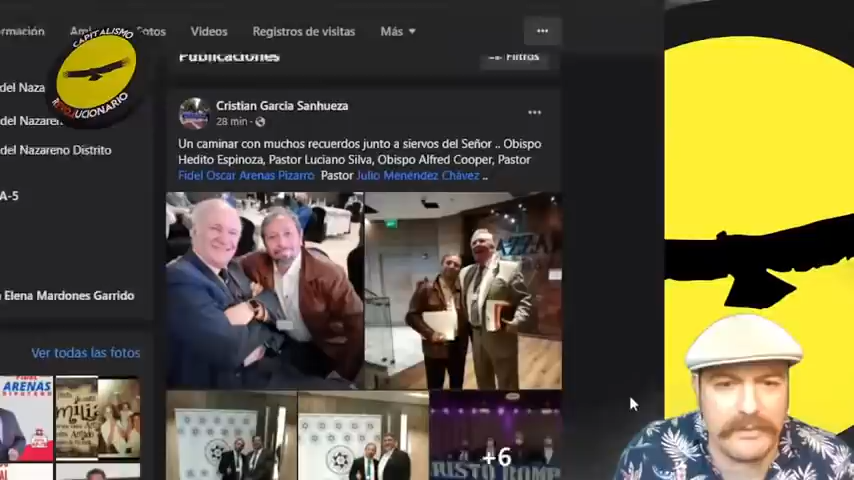 Fotos
Videos
Registros de visitas
Más
CAPITALISMO
REVOLUCIONARIO
Publicaciones
Filtros
del Naza
Cristian Garcia Sanhueza
28 min
del Nazaren
del Nazareno Distrito
Un caminar con muchos recuerdos junto a siervos del Señor .. Obispo
Hedito Espinoza, Pastor Luciano Silva, Obispo Alfred Cooper, Pastor
Fidel Oscar Arenas Pizarro Pastor Julio Menéndez Chávez ..
A-5
Elena Mardones Garrido
Ver todas las fotos
ARENAS
+6